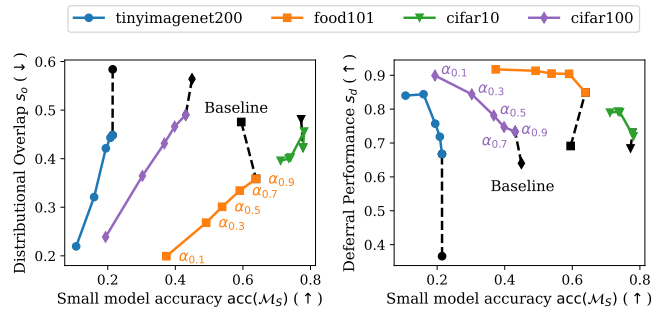 tinyimagenet200 food101 cifar10 cifar100
Distributional Overlap s_o (↓)
0.6
0.5
0.4
0.3
0.2
Baseline
α_0.9
α_0.7
α_0.5
α_0.3
α_0.1
0.2 0.4 0.6 0.8
Small model accuracy acc(ℳ_S) (↑)
Deferral Performance s_d (↑)
1.0
0.9
0.8
0.7
0.6
0.5
0.4
α_0.1
α_0.3
α_0.5
α_0.7
α_0.9
Baseline
0.2 0.4 0.6 0.8
Small model accuracy acc(ℳ_S) (↑)